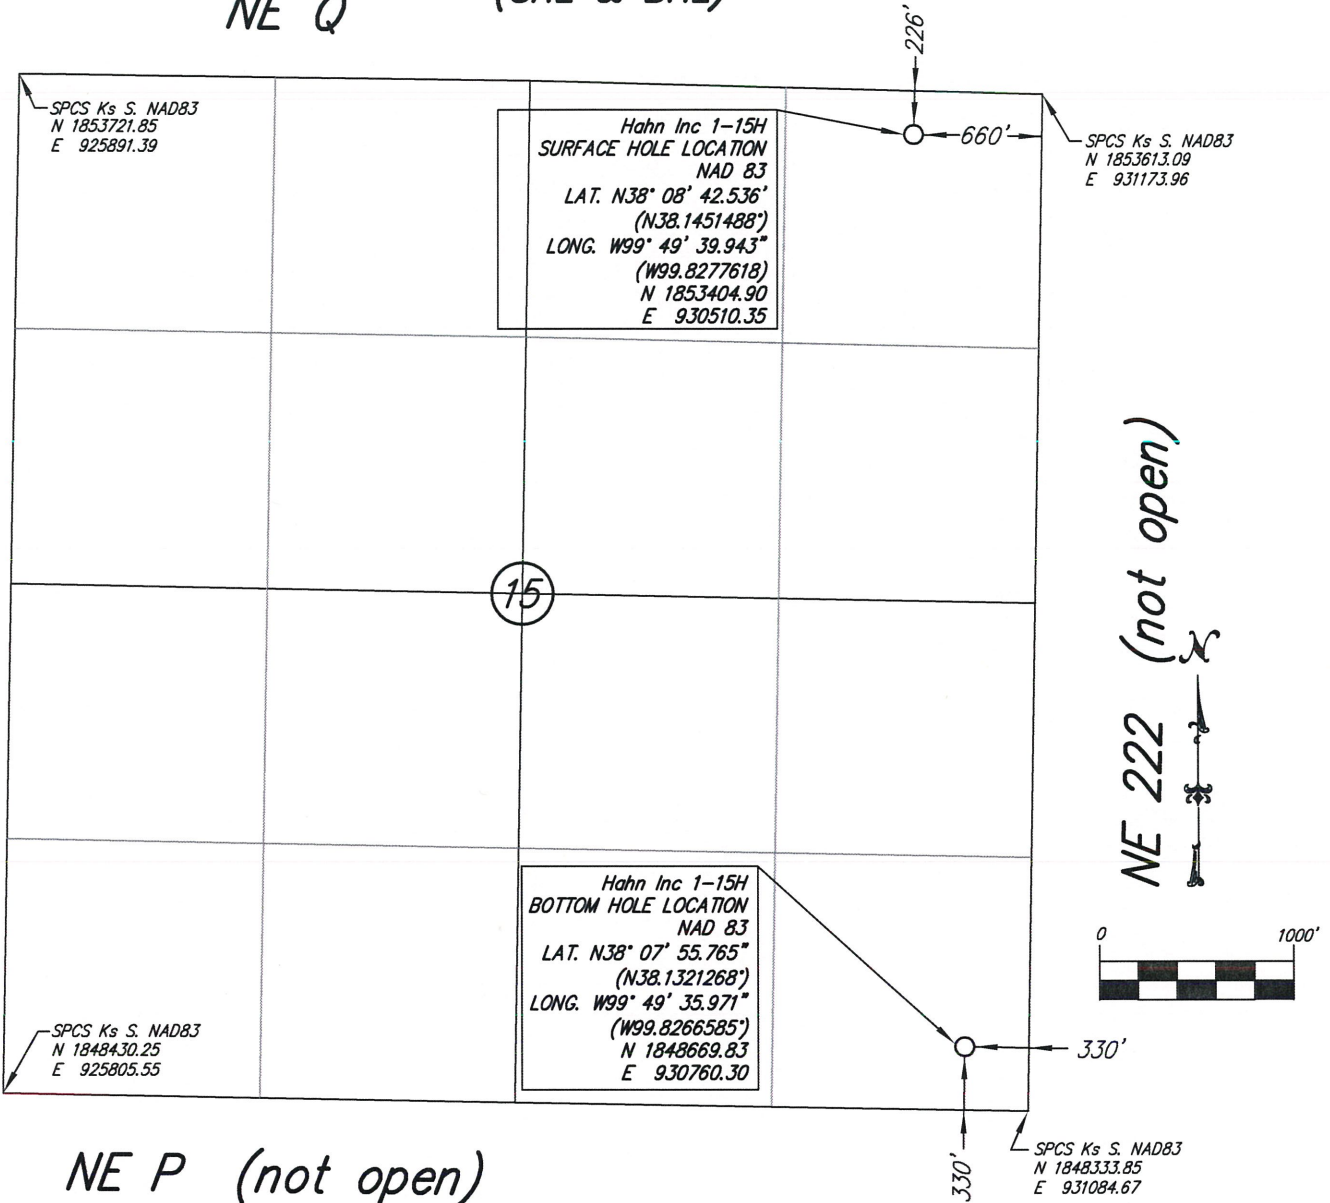 NE Q
226'
SPCS Ks S. NAD83
N 1853721.85
E 925891.39
Hahn Inc 1-15H
SURFACE HOLE LOCATION
NAD 83
LAT. N38° 08' 42.536'
(N38.1451488°)
LONG. W99° 49' 39.943"
(W99.8277618)
N 1853404.90
E 930510.35
660'
SPCS Ks S. NAD83
N 1853613.09
E 931173.96
15
NE 222 (not open)
N
0 1000'
Hahn Inc 1-15H
BOTTOM HOLE LOCATION
NAD 83
LAT. N38° 07' 55.765"
(N38.1321268°)
LONG. W99° 49' 35.971"
(W99.8266585°)
N 1848669.83
E 930760.30
330'
SPCS Ks S. NAD83
N 1848430.25
E 925805.55
330'
SPCS Ks S. NAD83
N 1848333.85
E 931084.67
NE P (not open)